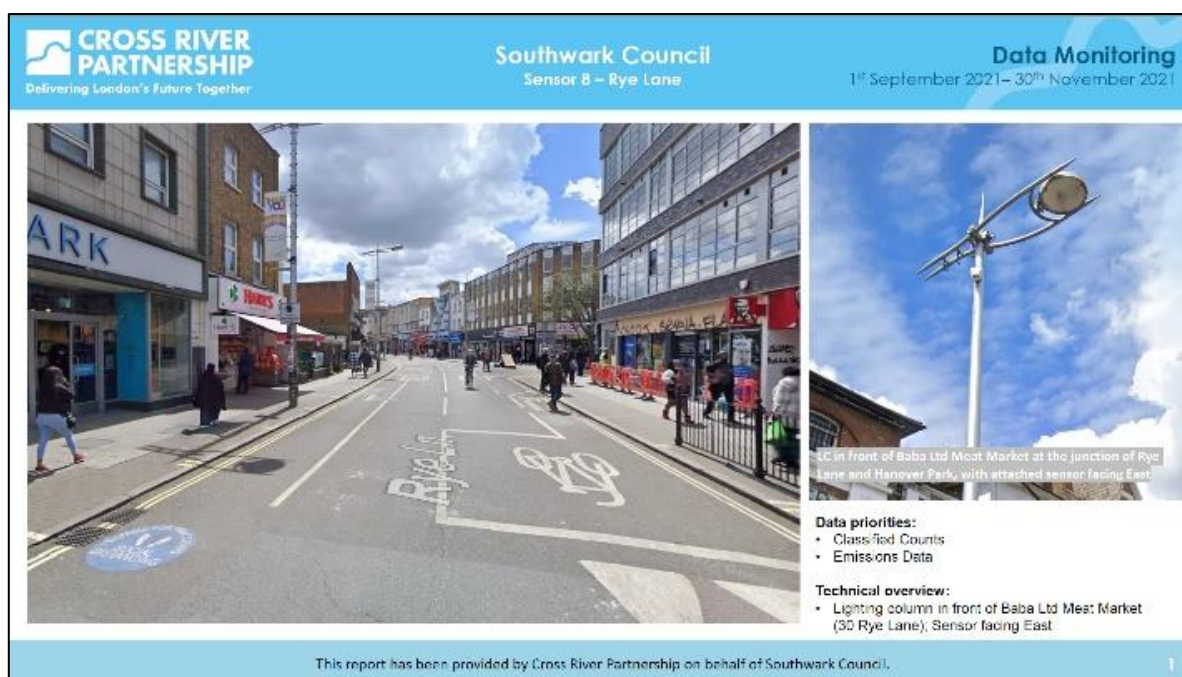 CROSS RIVER
PARTNERSHIP
Delivering London's Future Together
Southwark Council
Sensor 8 – Rye Lane
Data Monitoring
1st September 2021– 30th November 2021
ARK
HARIS
KFC
Rye Ln
LC in front of Baba Ltd Meat Market at the junction of Rye
Lane and Hanover Park, with attached sensor facing East
Data priorities:
• Classified Counts
• Emissions Data
Technical overview:
• Lighting column in front of Baba Ltd Meat Market
(30 Rye Lane); Sensor facing East
This report has been provided by Cross River Partnership on behalf of Southwark Council.
1